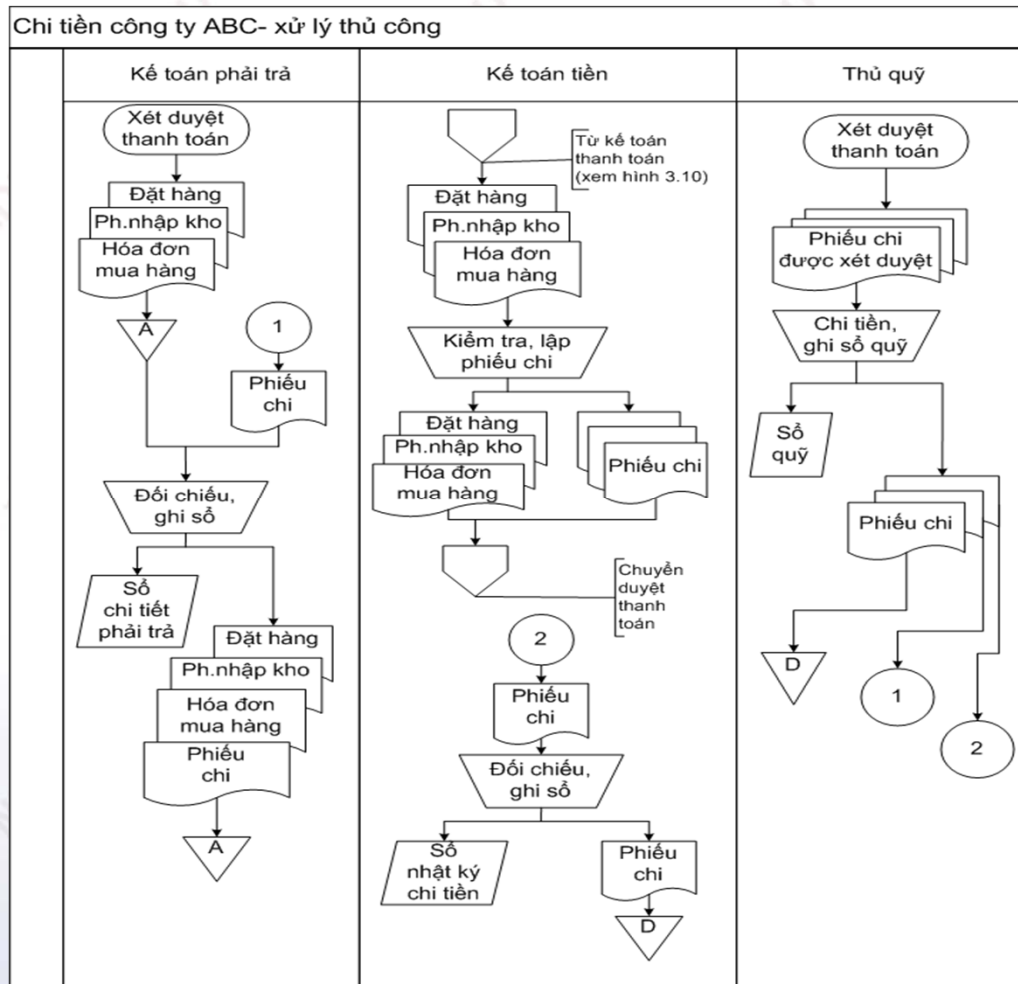 Chi tiền công ty ABC- xử lý thủ công
Kế toán phải trả
Xét duyệt
thanh toán
Đặt hàng
Ph.nhập kho
Hóa đơn
mua hàng
A
1
Phiếu
chi
Đối chiếu,
ghi sổ
Sổ
chi tiết
phải trả
Đặt hàng
Ph.nhập kho
Hóa đơn
mua hàng
Phiếu
chi
A
Kế toán tiền
Từ kế toán
thanh toán
(xem hình 3.10)
Đặt hàng
Ph.nhập kho
Hóa đơn
mua hàng
Kiểm tra, lập
phiếu chi
Đặt hàng
Ph.nhập kho
Hóa đơn
mua hàng
Phiếu chi
Chuyển
duyệt
thanh
toán
2
Phiếu
chi
Đối chiếu,
ghi sổ
Sổ
nhật ký
chi tiền
Phiếu
chi
D
Thủ quỹ
Xét duyệt
thanh toán
Phiếu chi
được xét duyệt
Chi tiền,
ghi sổ quỹ
Sổ
quỹ
Phiếu chi
D
1
2